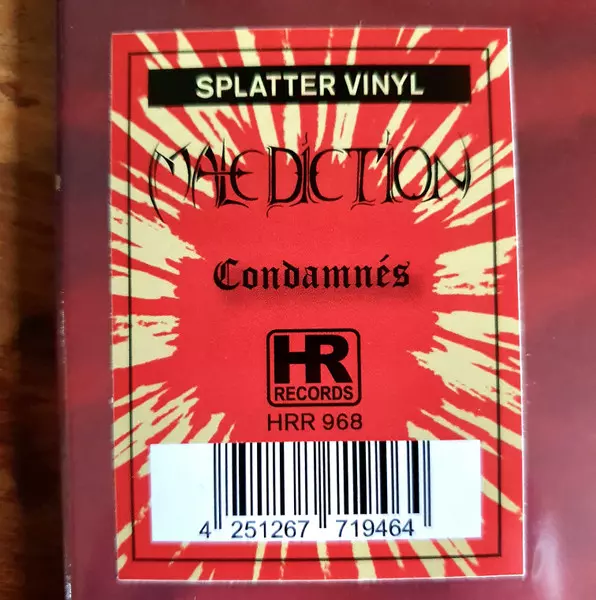 SPLATTER VINYL
MALEDICTION
Condamnés
HR
RECORDS
HRR 968
4 251267 719464